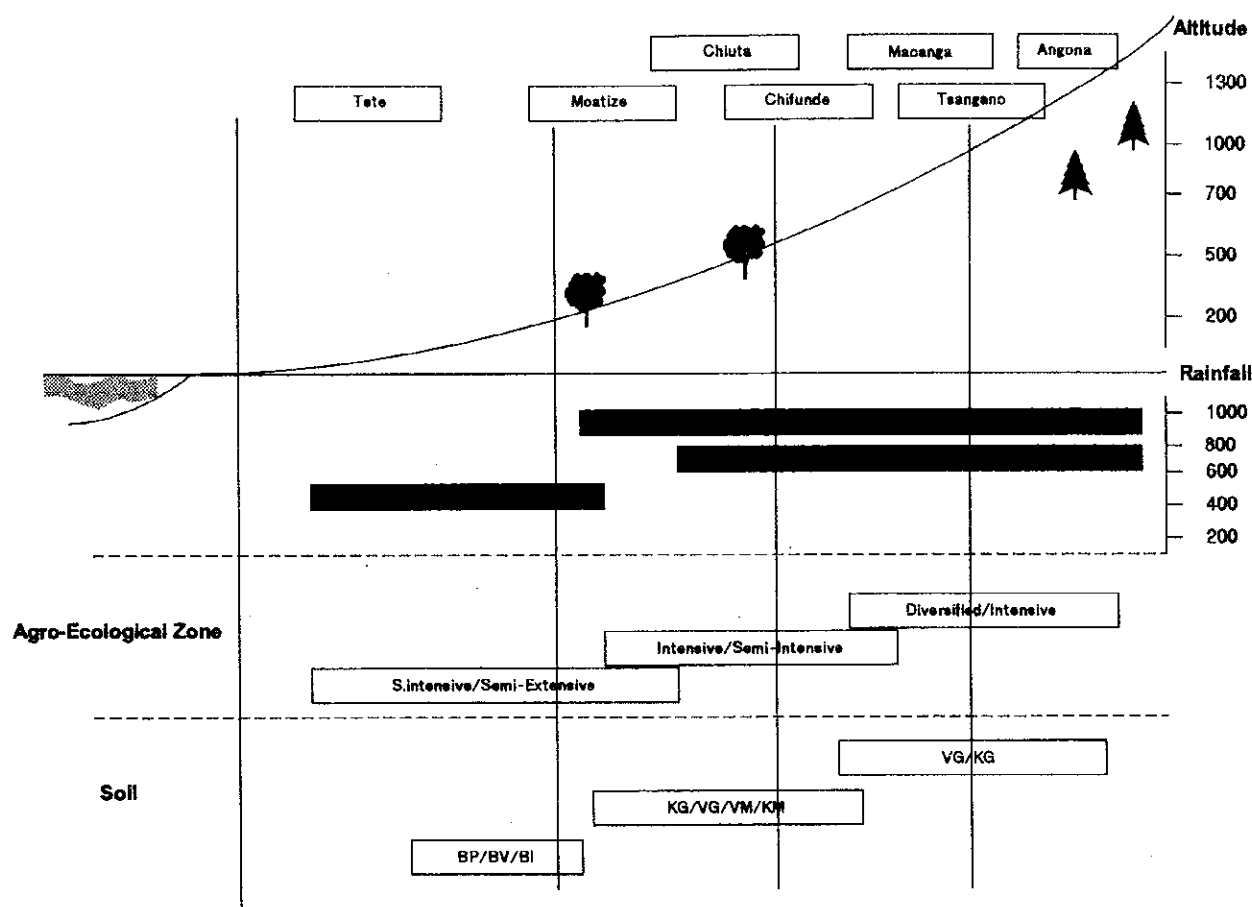 Altitude
Chiuta
Macanga
Angona
1300
Tete
Moatize
Chifunde
Tsangano
1000
700
500
200
Rainfall
1000
800
600
400
200
Diversified/Intensive
Agro-Ecological Zone
Intensive/Semi-Intensive
S.intensive/Semi-Extensive
VG/KG
Soil
KG/VG/VM/KM
BP/BV/BI